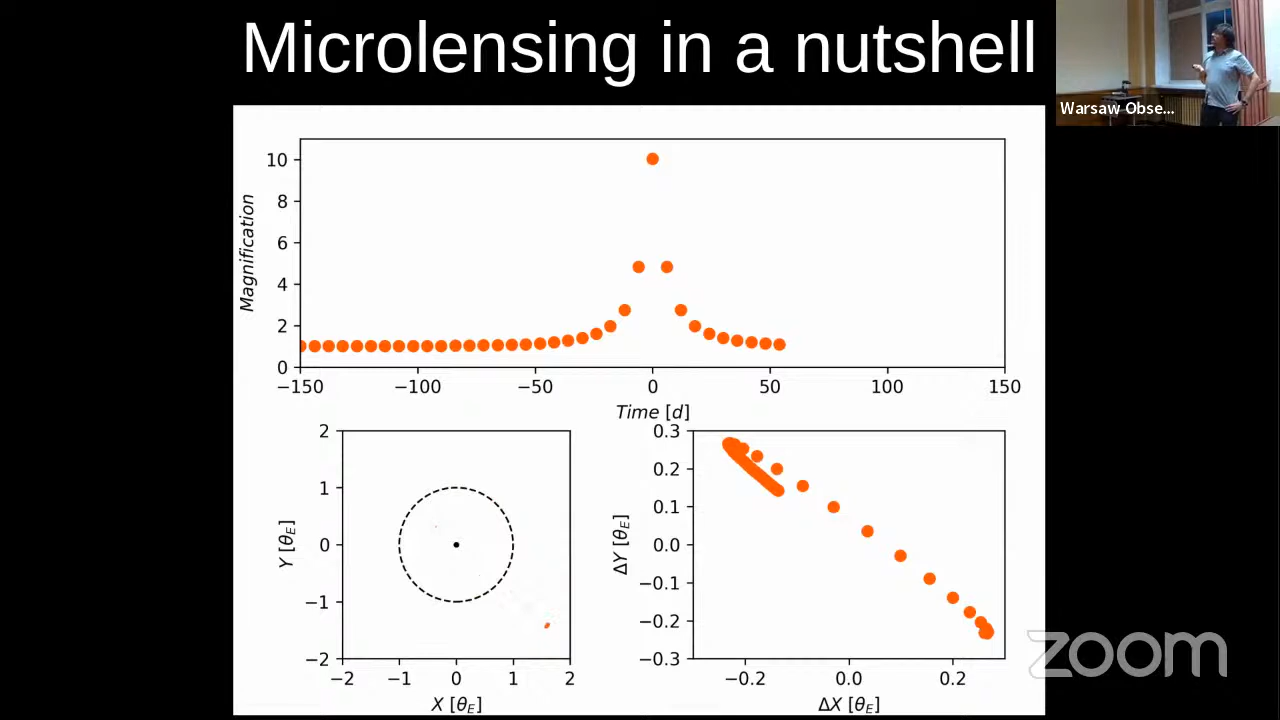 Microlensing in a nutshell
Warsaw Obse...
10
8
6
4
2
0
Magnification
−150 −100 −50 0 50 100 150
Time [d]
2
1
0
−1
−2
Y [θE]
−2 −1 0 1 2
X [θE]
0.3
0.2
0.1
0.0
−0.1
−0.2
−0.3
ΔY [θE]
−0.2 0.0 0.2
ΔX [θE]
zoom